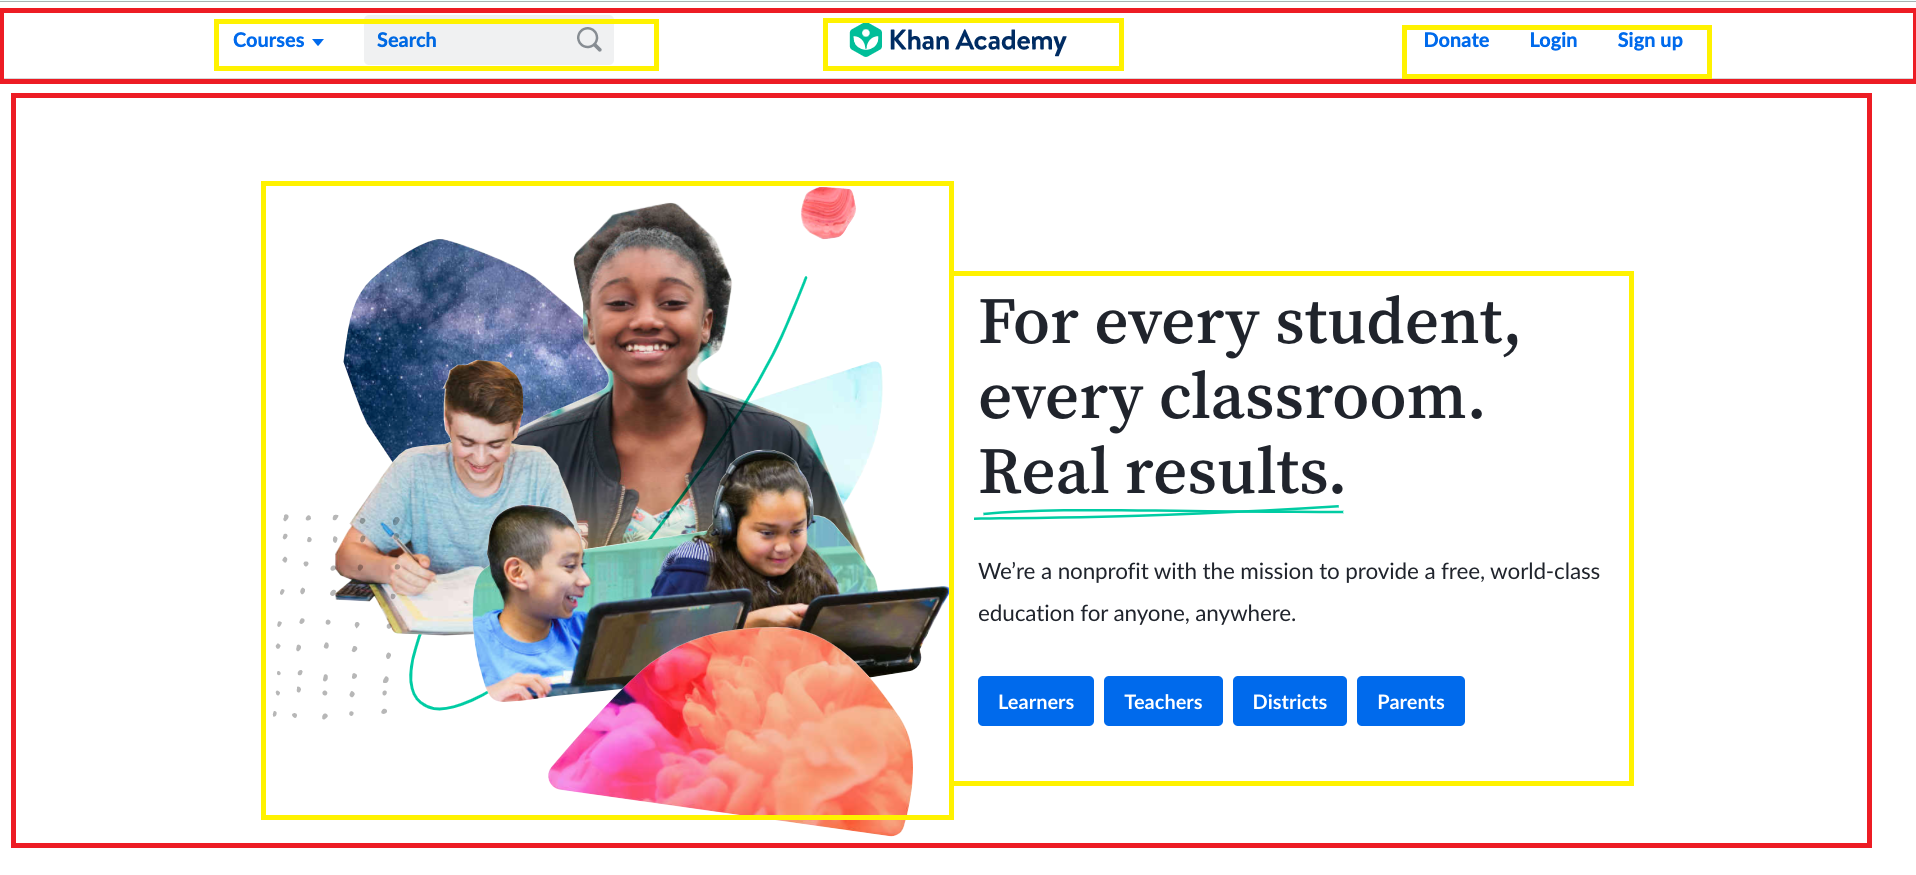 Courses Search Khan Academy Donate Login Sign up
For every student,
every classroom.
Real results.
We’re a nonprofit with the mission to provide a free, world-class
education for anyone, anywhere.
Learners Teachers Districts Parents